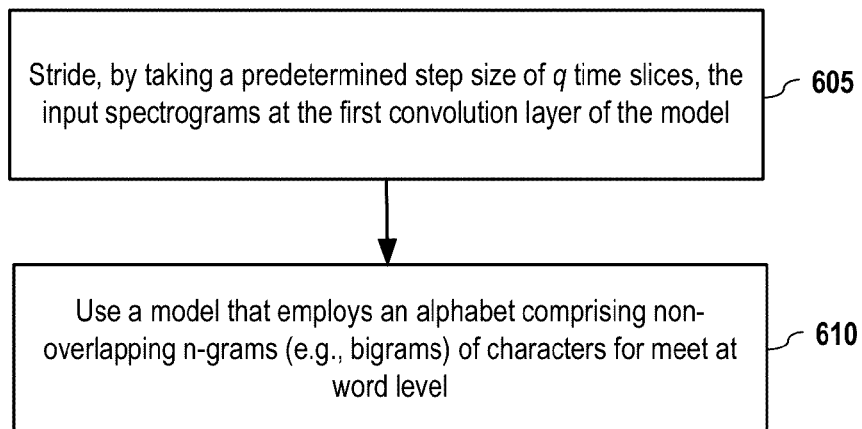 Stride, by taking a predetermined step size of q time slices, the
input spectrograms at the first convolution layer of the model
605
Use a model that employs an alphabet comprising non-
overlapping n-grams (e.g., bigrams) of characters for meet at
word level
610